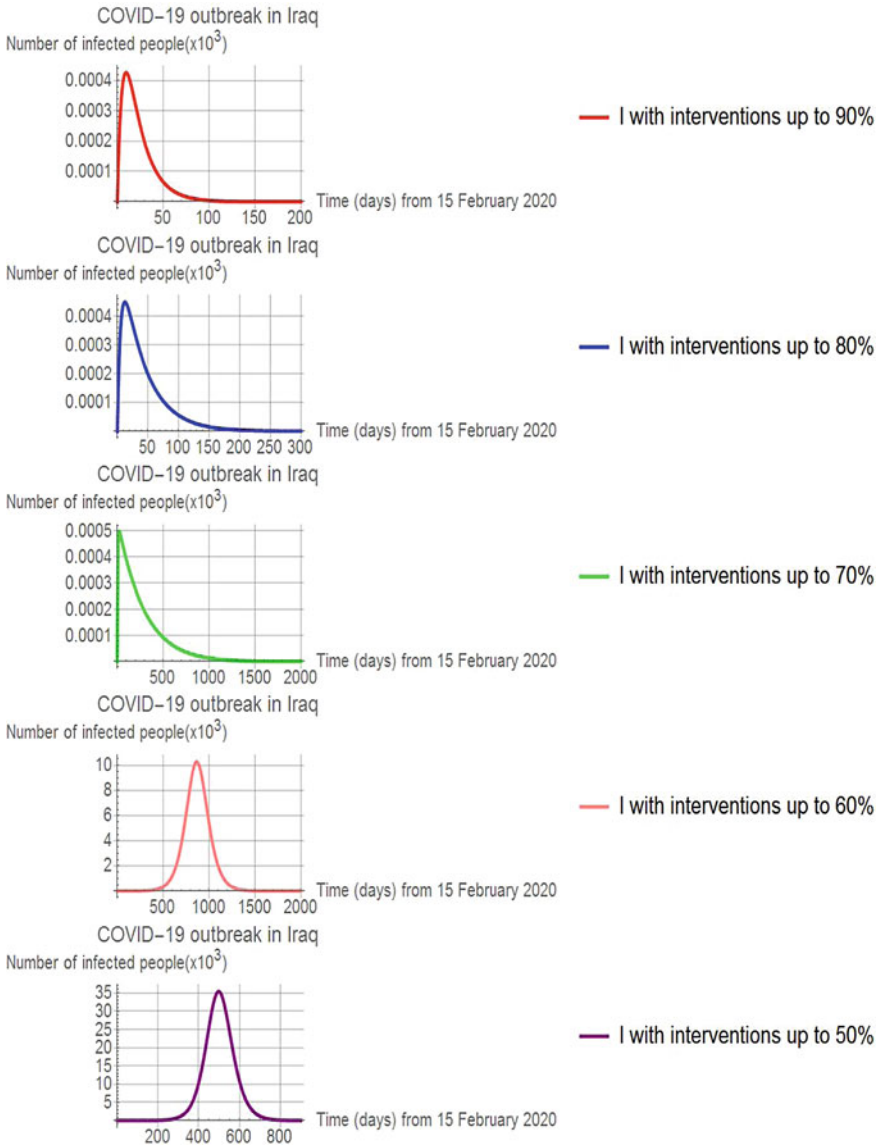 COVID–19 outbreak in Iraq
Number of infected people(x10³)
0.0004
0.0003
0.0002
0.0001
50 100 150 200
Time (days) from 15 February 2020
I with interventions up to 90%
COVID–19 outbreak in Iraq
Number of infected people(x10³)
0.0004
0.0003
0.0002
0.0001
50 100 150 200 250 300
Time (days) from 15 February 2020
I with interventions up to 80%
COVID–19 outbreak in Iraq
Number of infected people(x10³)
0.0005
0.0004
0.0003
0.0002
0.0001
500 1000 1500 2000
Time (days) from 15 February 2020
I with interventions up to 70%
COVID–19 outbreak in Iraq
Number of infected people(x10³)
10
8
6
4
2
500 1000 1500 2000
Time (days) from 15 February 2020
I with interventions up to 60%
COVID–19 outbreak in Iraq
Number of infected people(x10³)
35
30
25
20
15
10
5
200 400 600 800
Time (days) from 15 February 2020
I with interventions up to 50%